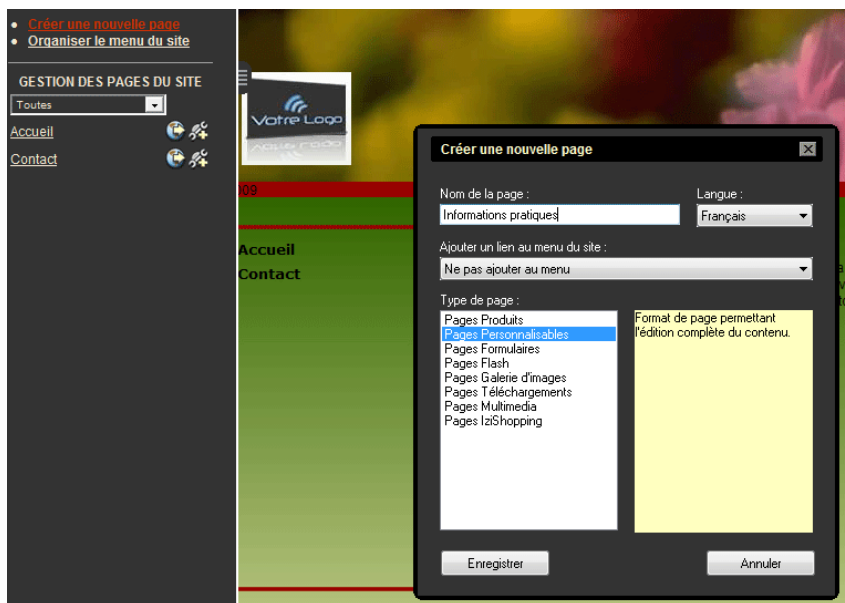 Créer une nouvelle page
Organiser le menu du site
GESTION DES PAGES DU SITE
Toutes
Accueil
Contact
Votre Logo
009
Accueil
Contact
Créer une nouvelle page
Nom de la page :
Langue :
Informations pratiques
Français
Ajouter un lien au menu du site :
Ne pas ajouter au menu
Type de page :
Pages Produits
Pages Personnalisables
Pages Formulaires
Pages Flash
Pages Galerie d'images
Pages Téléchargements
Pages Multimedia
Pages IziShopping
Format de page permettant
l'édition complète du contenu.
Enregistrer
Annuler